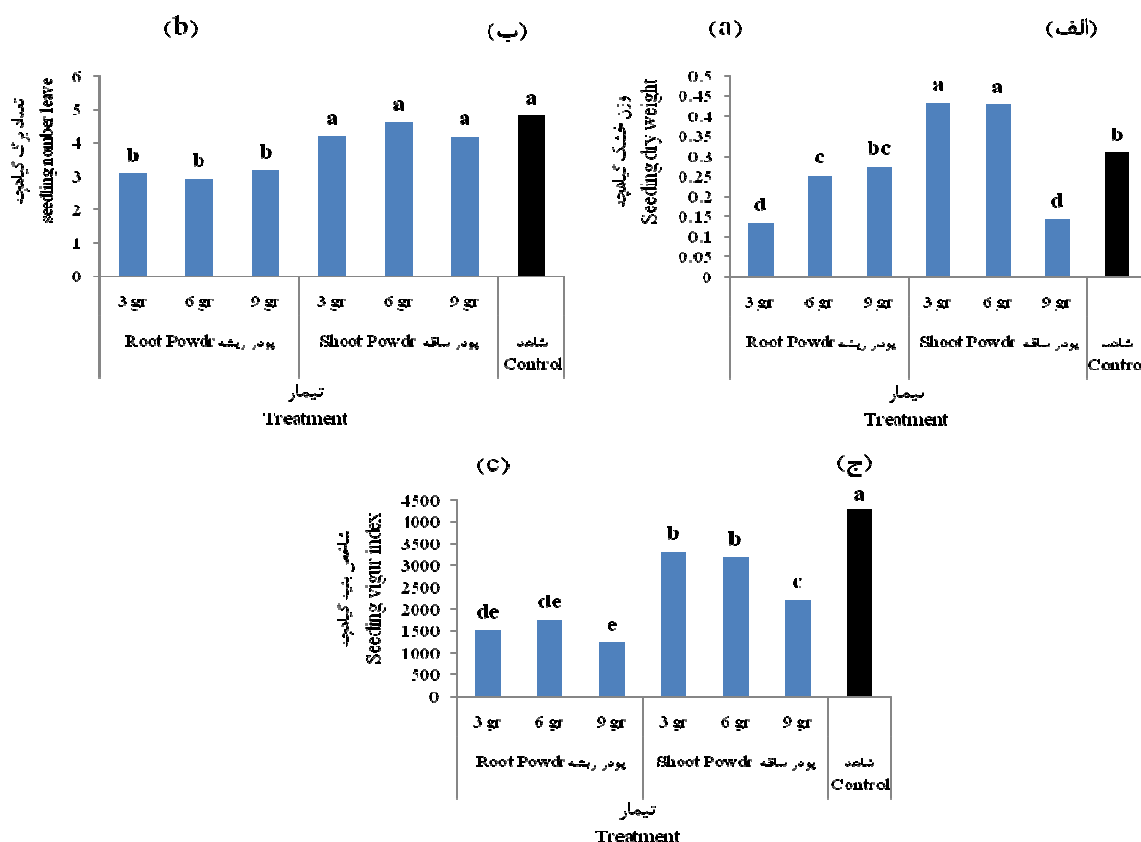 (b) (ب)
تعداد برگ گیاهچه
seedling nomber leave
6
5
4
3
2
1
0
b b b a a a a
3 gr 6 gr 9 gr 3 gr 6 gr 9 gr شاهد
Root Powdr پودر ریشه Shoot Powdr پودر ساقه Control
تیمار
Treatment
(a) (الف)
وزن خشک گیاهچه
Seeding dry weight
0.5
0.45
0.4
0.35
0.3
0.25
0.2
0.15
0.1
0.05
0
d c bc a a d b
3 gr 6 gr 9 gr 3 gr 6 gr 9 gr شاهد
Root Powdr پودر ریشه Shoot Powdr پودر ساقه Control
تیمار
Treatment
(c) (ج)
شاخص بنیه گیاهچه
Seeding vigur index
4500
4000
3500
3000
2500
2000
1500
1000
500
0
de de e b b c a
3 gr 6 gr 9 gr 3 gr 6 gr 9 gr شاهد
Root Powdr پودر ریشه Shoot Powdr پودر ساقه Control
تیمار
Treatment